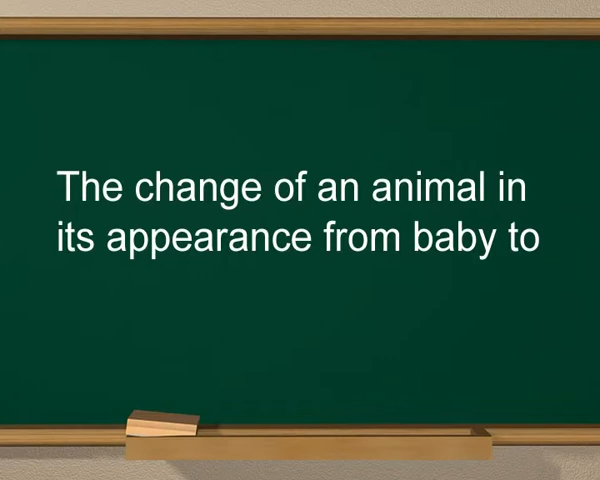 The change of an animal in
its appearance from baby to